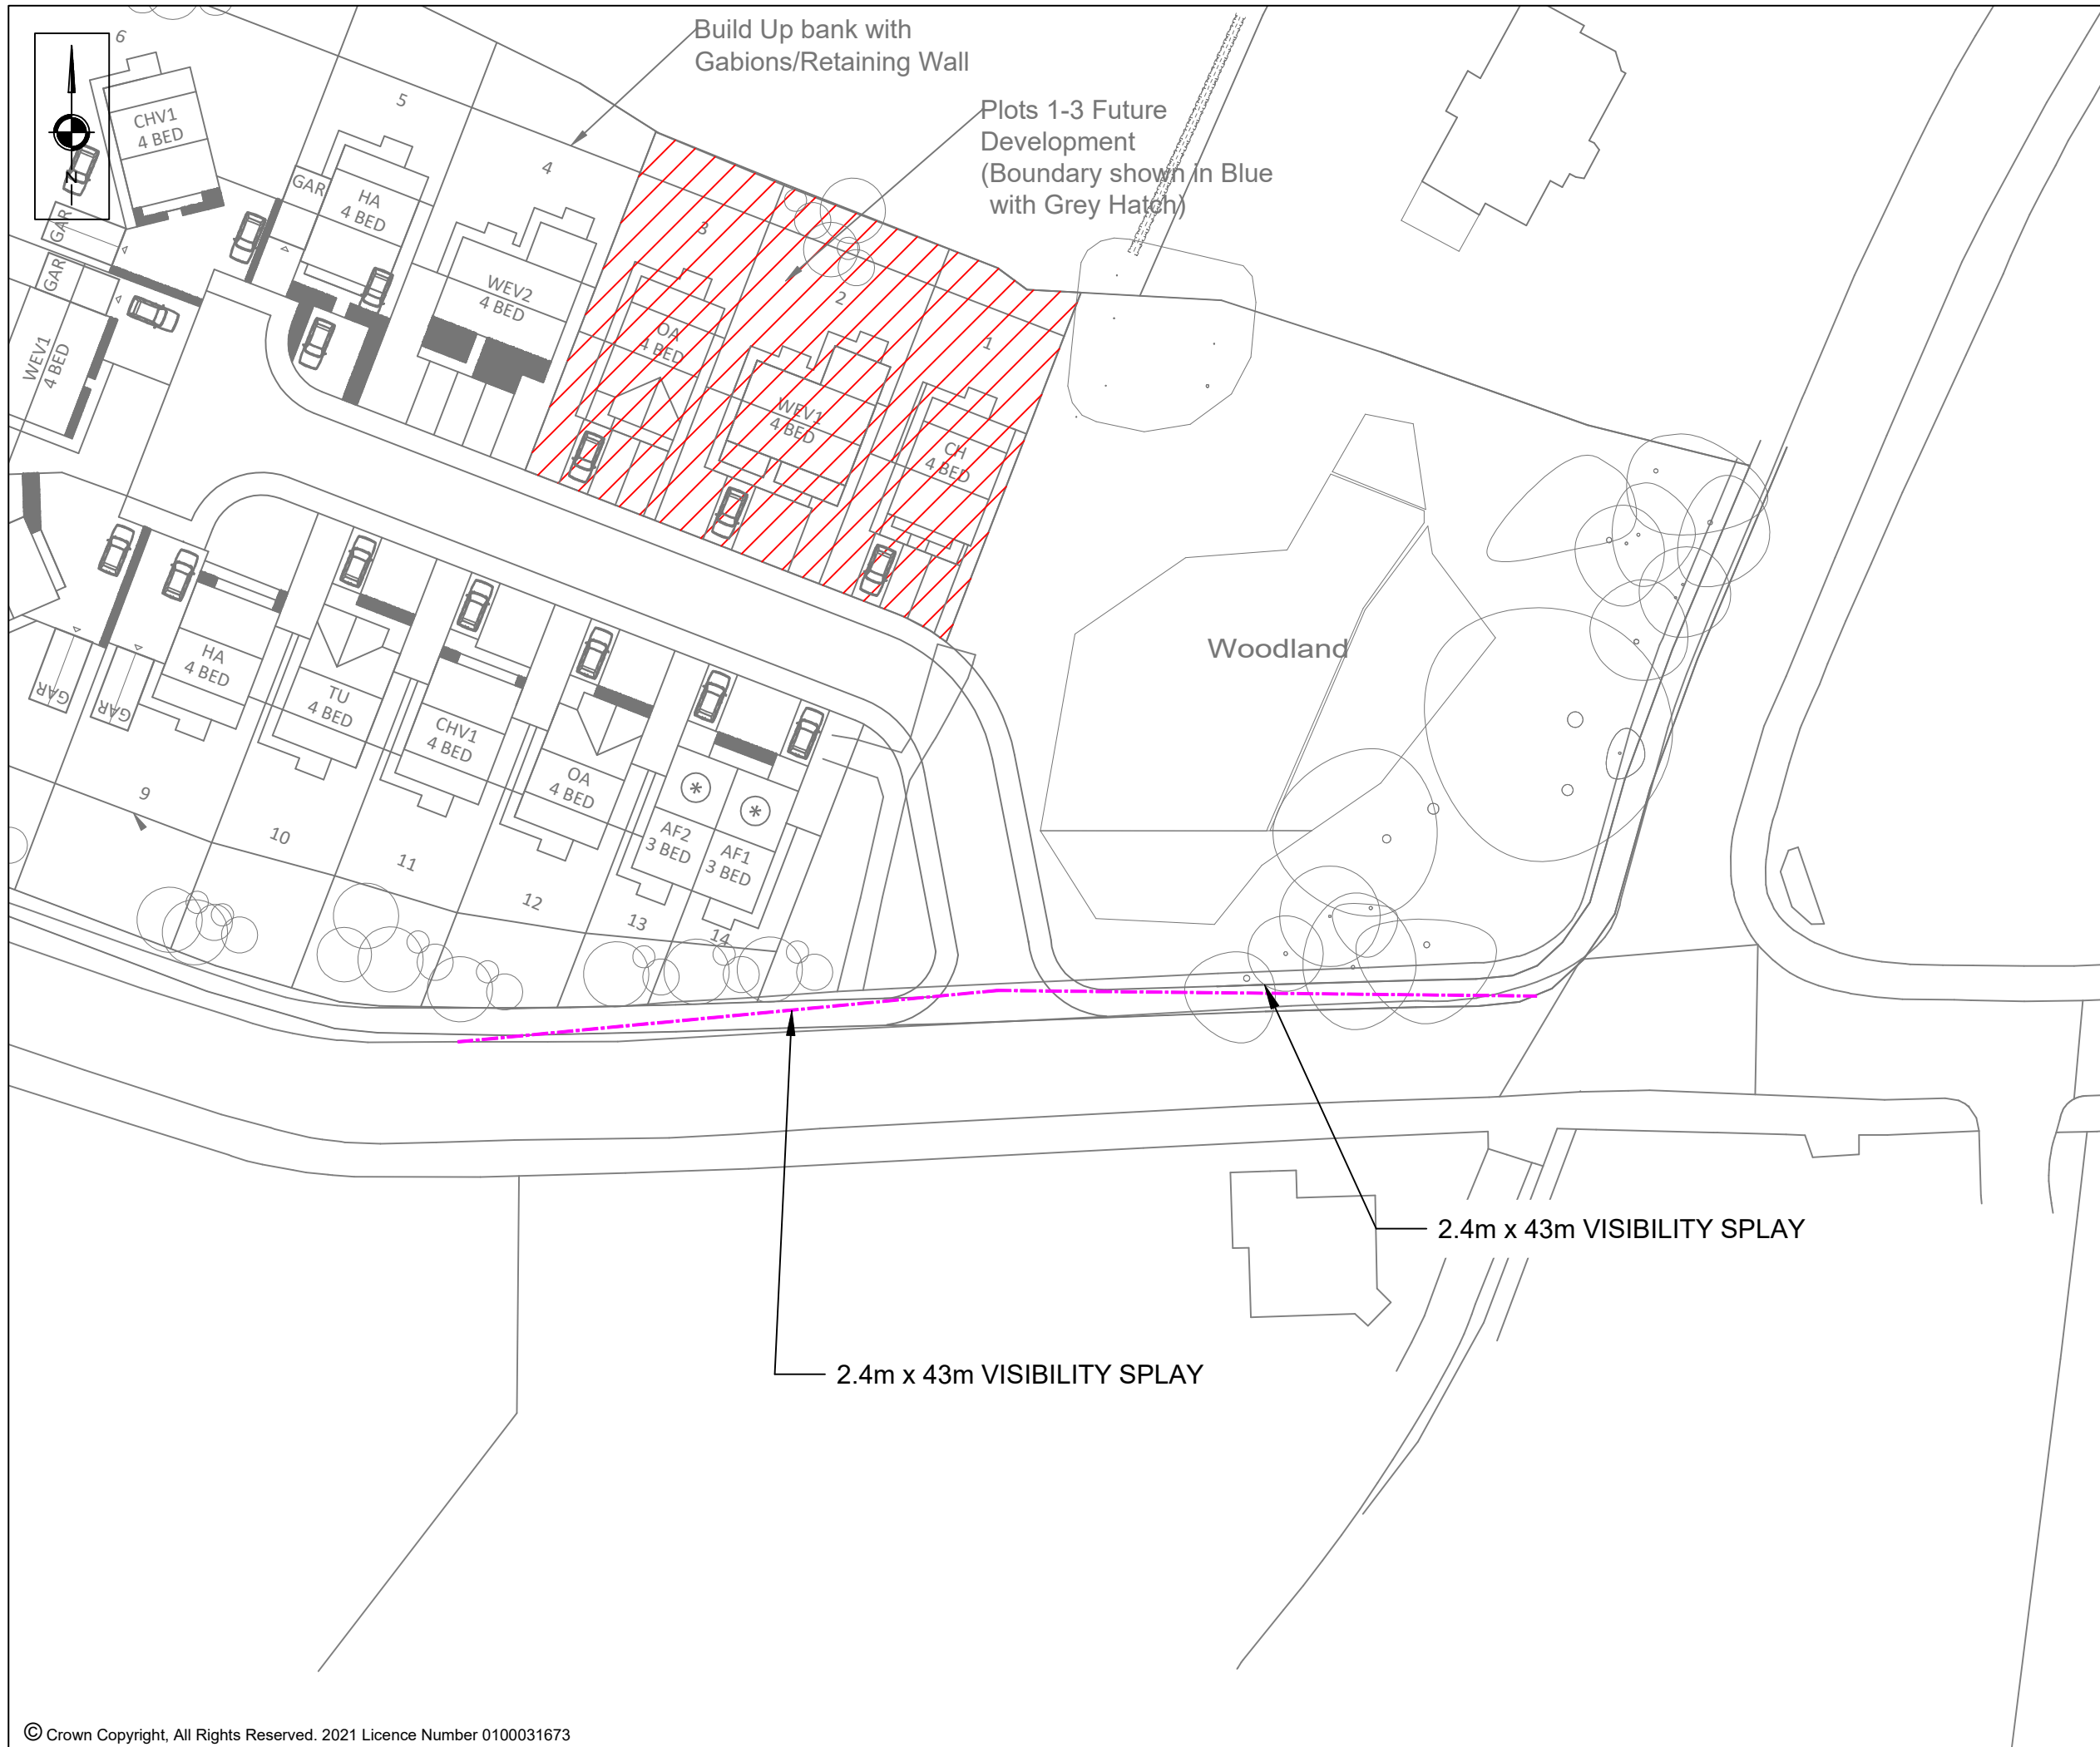 Build Up bank with
Gabions/Retaining Wall
Plots 1-3 Future
Development
(Boundary shown in Blue
with Grey Hatch)
6
CHV1
4 BED
N
GAR
5
GAR
HA
4 BED
4
WEV2
4 BED
3
OA
4 BED
2
WEV1
4 BED
1
CH
4 BED
GAR
WEV1
4 BED
Woodland
GAR
GAR
HA
4 BED
TU
4 BED
CHV1
4 BED
OA
4 BED
*
*
AF2
3 BED
AF1
3 BED
9
10
11
12
13
14
2.4m x 43m VISIBILITY SPLAY
2.4m x 43m VISIBILITY SPLAY
© Crown Copyright, All Rights Reserved. 2021 Licence Number 0100031673